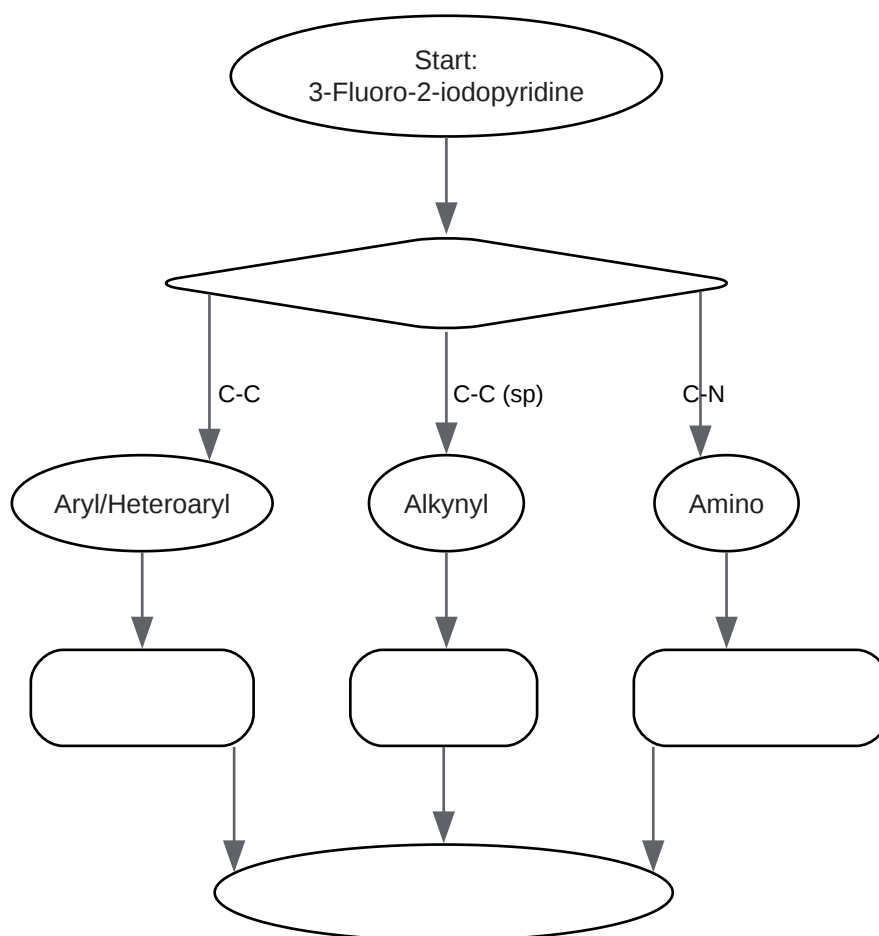 Start:
3-Fluoro-2-iodopyridine
C-C
C-C (sp)
C-N
Aryl/Heteroaryl
Alkynyl
Amino